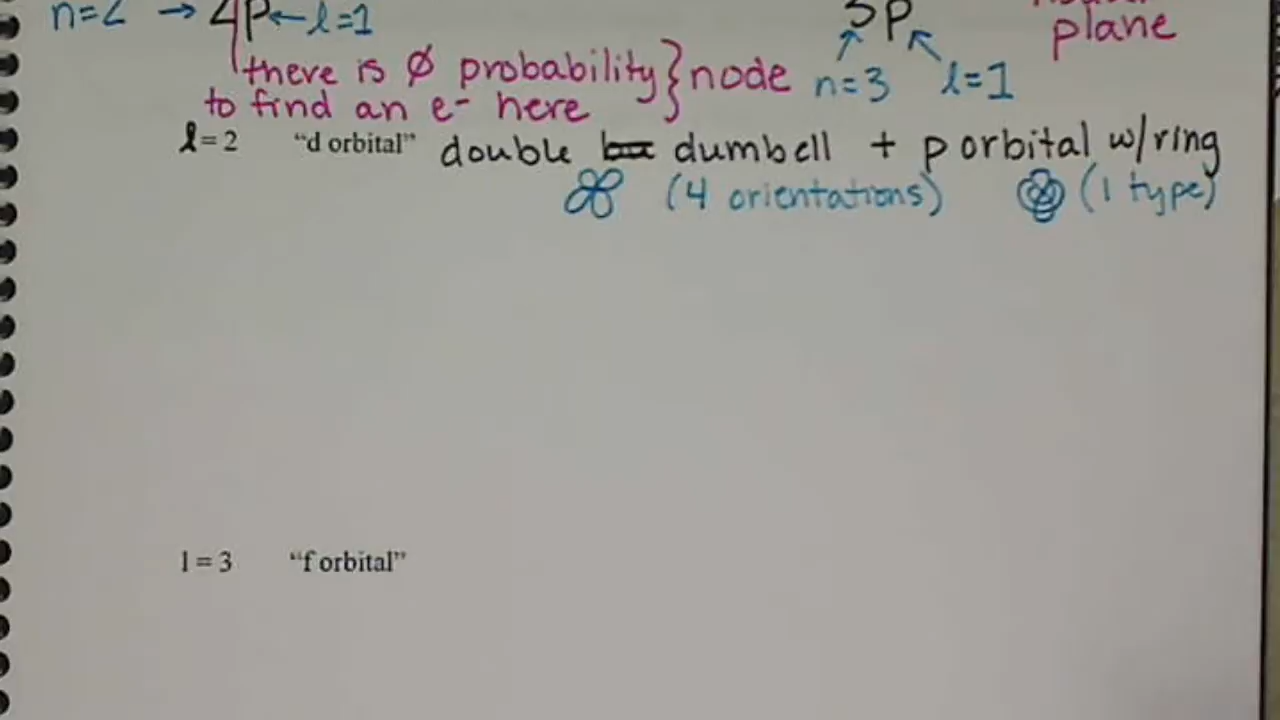 n=2 → 2p ← l=1
3p
plane
there is ∅ probability } node
n=3 l=1
to find an e- here
l = 2 "d orbital" double dumbell + p orbital w/ring
(4 orientations) (1 type)
l = 3 "f orbital"